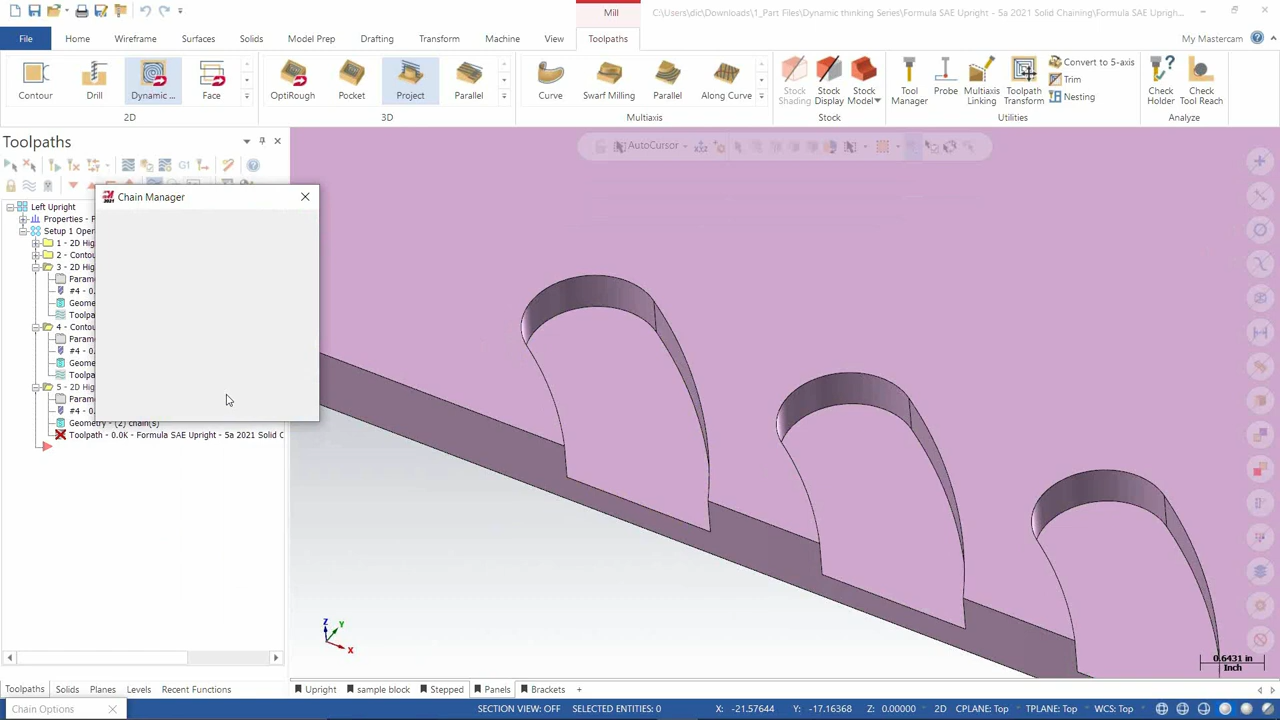 Mill
C:\Users\dic\Downloads\1_Part Files\Dynamic thinking Series\Formula SAE Upright - 5a 2021 Solid Chaining\Formula SAE Uprigh...
File Home Wireframe Surfaces Solids Model Prep Drafting Transform Machine View Toolpaths My Mastercam
Contour Drill Dynamic ... Face OptiRough Pocket Project Parallel Curve Swarf Milling Parallel Along Curve Stock Shading Stock Display Stock Model Tool Manager Probe Multiaxis Linking Toolpath Transform Convert to 5-axis Trim Nesting Check Holder Check Tool Reach
2D 3D Multiaxis Stock Utilities Analyze
Toolpaths
AutoCursor
G1
Chain Manager
2021
Left Upright
Properties - F
Setup 1 Oper
1 - 2D Hig
2 - Contou
3 - 2D Hig
Param
#4 - 0.
Geome
Toolpa
4 - Contou
Param
#4 - 0.
Geome
Toolpa
5 - 2D Hig
Param
#4 - 0.
Geometry - (2) chain(s)
Toolpath - 0.0K - Formula SAE Upright - 5a 2021 Solid C
Z Y X
0.6431 in
Inch
Toolpaths Solids Planes Levels Recent Functions Upright sample block Stepped Panels Brackets +
Chain Options SECTION VIEW: OFF SELECTED ENTITIES: 0 X: -21.57644 Y: -17.16368 Z: 0.00000 2D CPLANE: Top TPLANE: Top WCS: Top